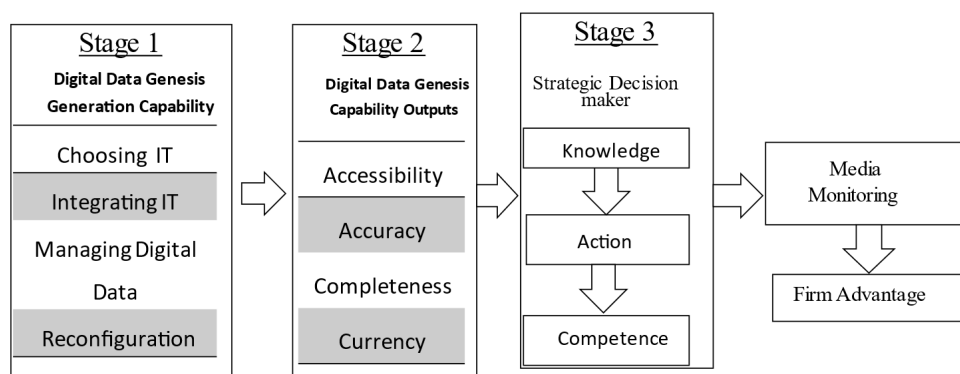 Stage 1
Digital Data Genesis
Generation Capability
Choosing IT
Integrating IT
Managing Digital
Data
Reconfiguration
Stage 2
Digital Data Genesis
Capability Outputs
Accessibility
Accuracy
Completeness
Currency
Stage 3
Strategic Decision
maker
Knowledge
Action
Competence
Media
Monitoring
Firm Advantage